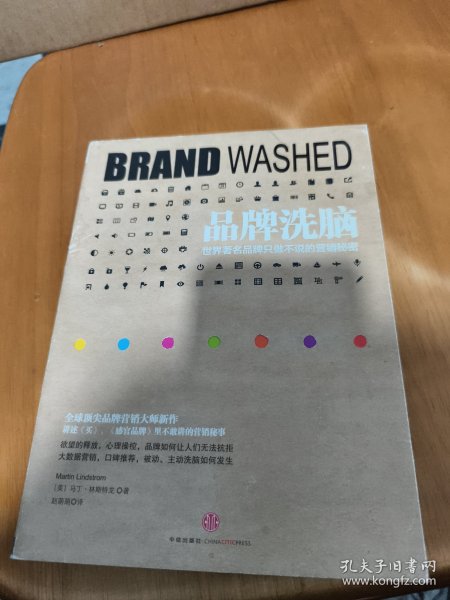 BRAND WASHED
品牌洗脑
世界著名品牌只做不说的营销秘密
全球顶尖品牌营销大师新作
讲述《买》、《感官品牌》里不敢讲的营销秘事
欲望的释放，心理操控，品牌如何让人们无法抗拒
大数据营销，口碑推荐，被动、主动洗脑如何发生
Martin Lindstrom
［美］马丁·林斯特龙◎著
赵萌萌◎译
中信出版社·CHINACITICPRESS
孔夫子旧书网
www.kongfz.com